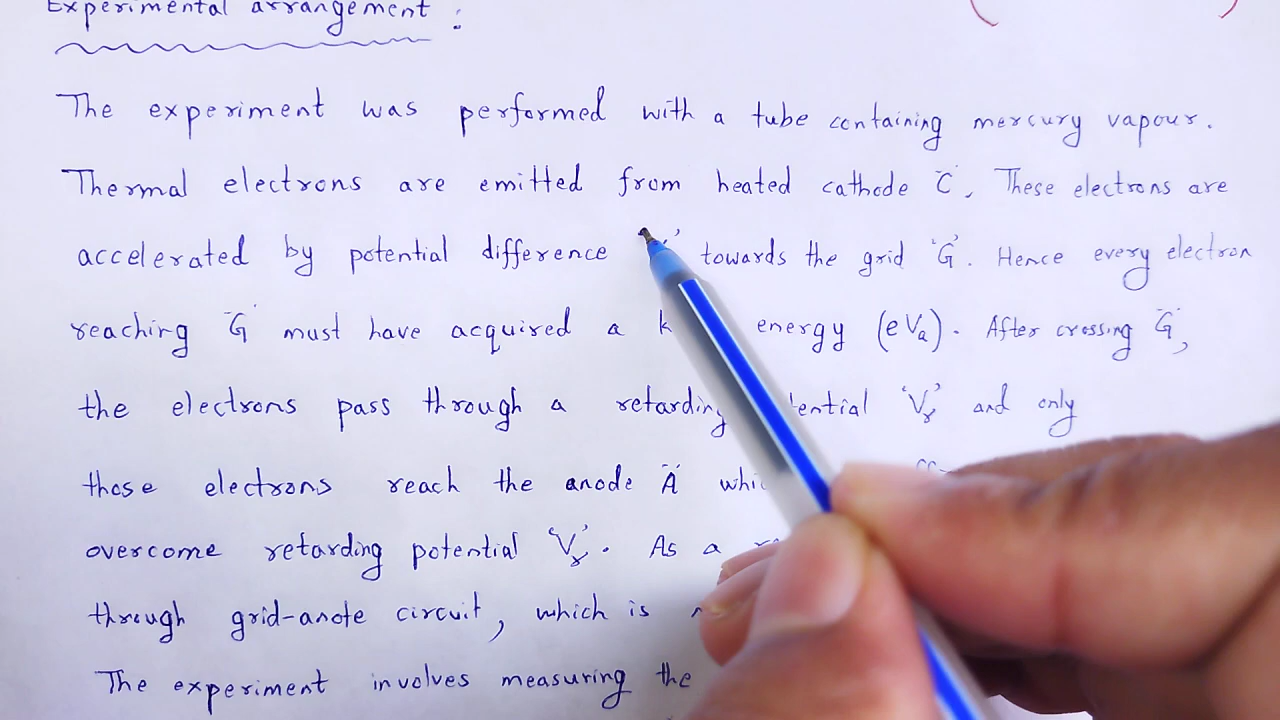 Experimental arrangement :
The experiment was performed with a tube containing mercury vapour.
Thermal electrons are emitted from heated cathode 'C'. These electrons are
accelerated by potential difference towards the grid 'G'. Hence every electron
reaching 'G' must have acquired a energy (eVa). After crossing 'G',
the electrons pass through a retarding 'Vr' and only
those electrons reach the anode 'A'
overcome retarding potential 'Vr'. As a
through grid-anote circuit, which is
The experiment involves measuring the